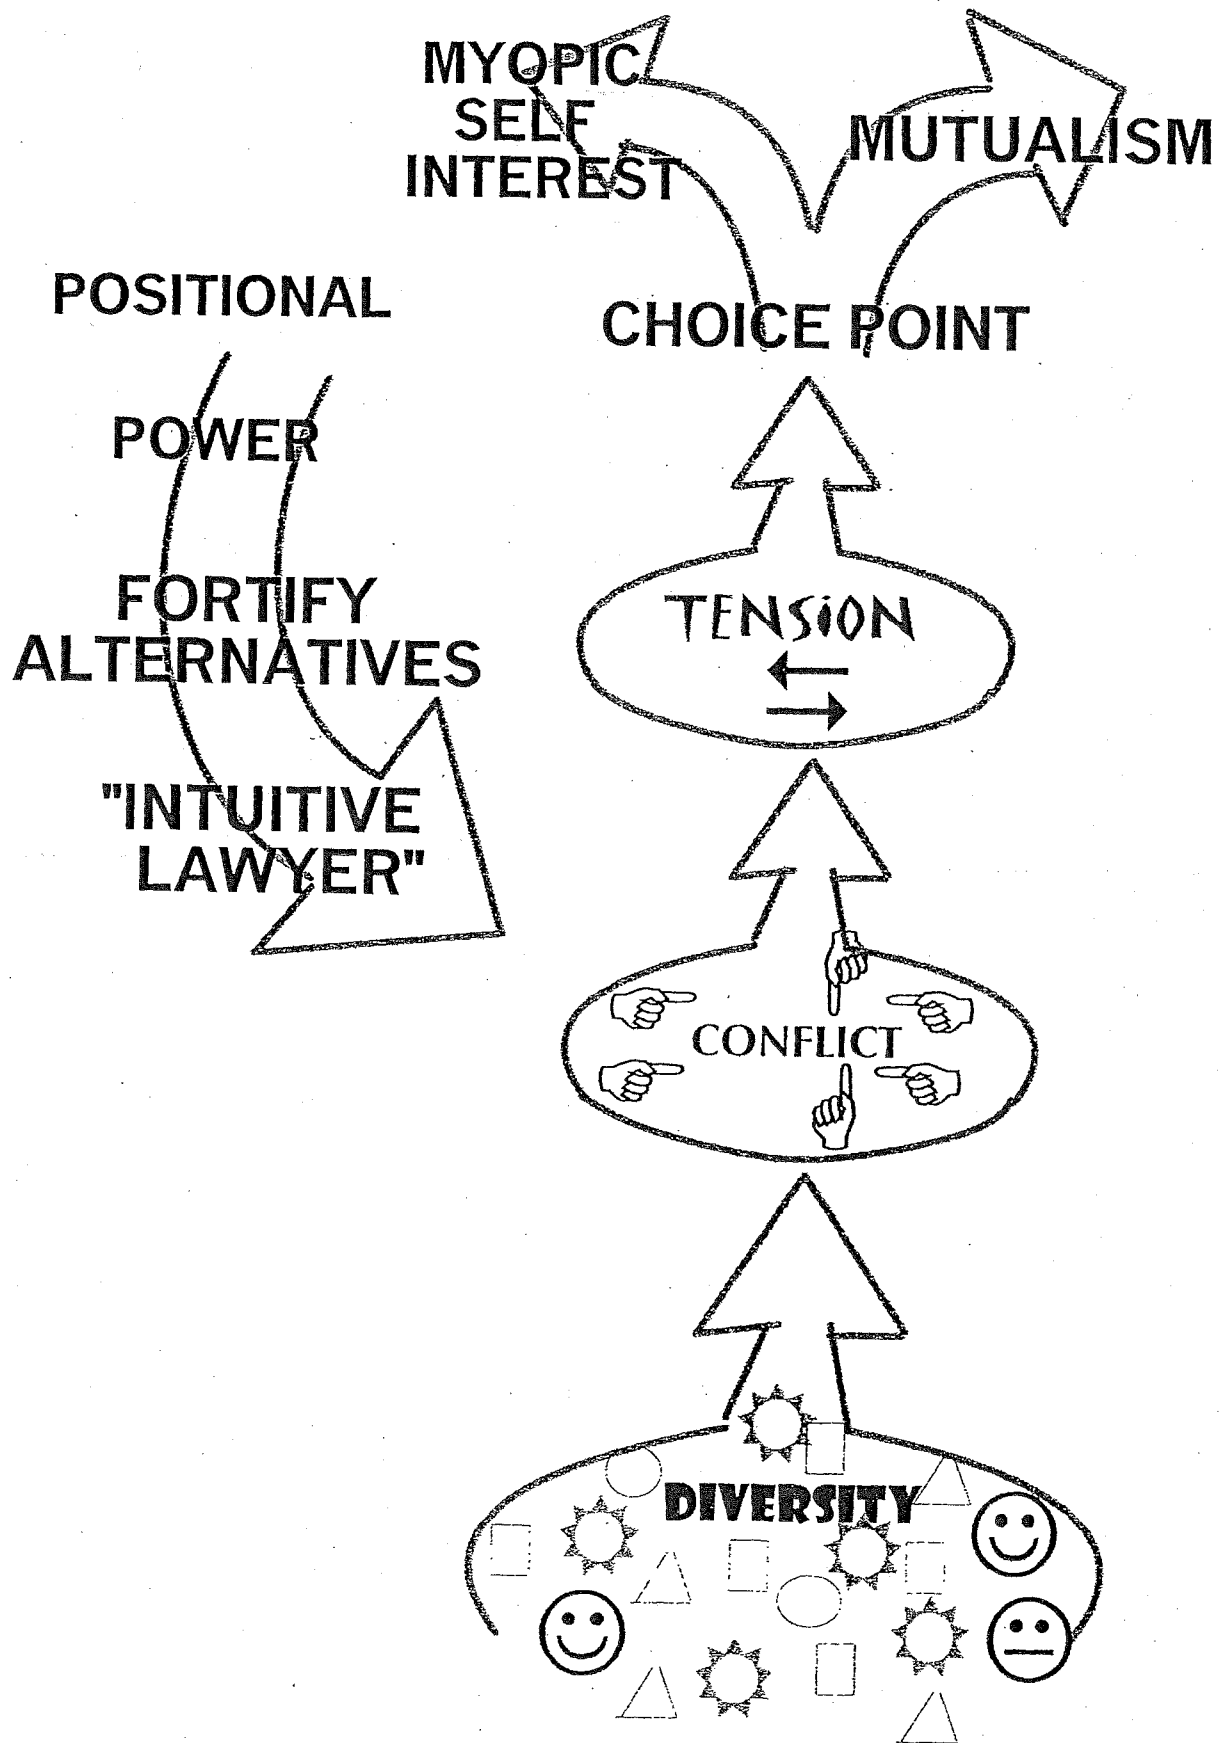 MYOPIC
SELF
INTEREST
MUTUALISM
POSITIONAL
CHOICE POINT
POWER
FORTIFY
ALTERNATIVES
TENSiON
"INTUITIVE
LAWYER"
CONFLICT
DIVERSITY